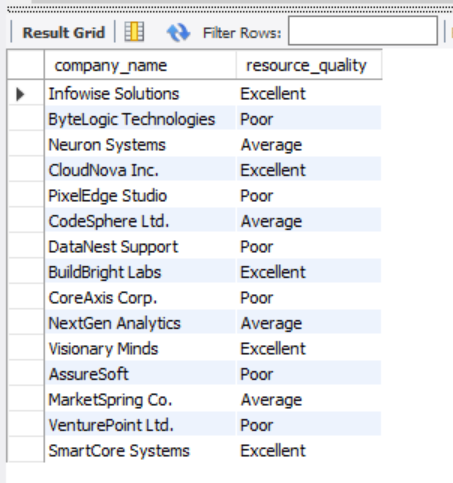 Result Grid Filter Rows:
company_name resource_quality
Infowise Solutions Excellent
ByteLogic Technologies Poor
Neuron Systems Average
CloudNova Inc. Excellent
PixelEdge Studio Poor
CodeSphere Ltd. Average
DataNest Support Poor
BuildBright Labs Excellent
CoreAxis Corp. Poor
NextGen Analytics Average
Visionary Minds Excellent
AssureSoft Poor
MarketSpring Co. Average
VenturePoint Ltd. Poor
SmartCore Systems Excellent